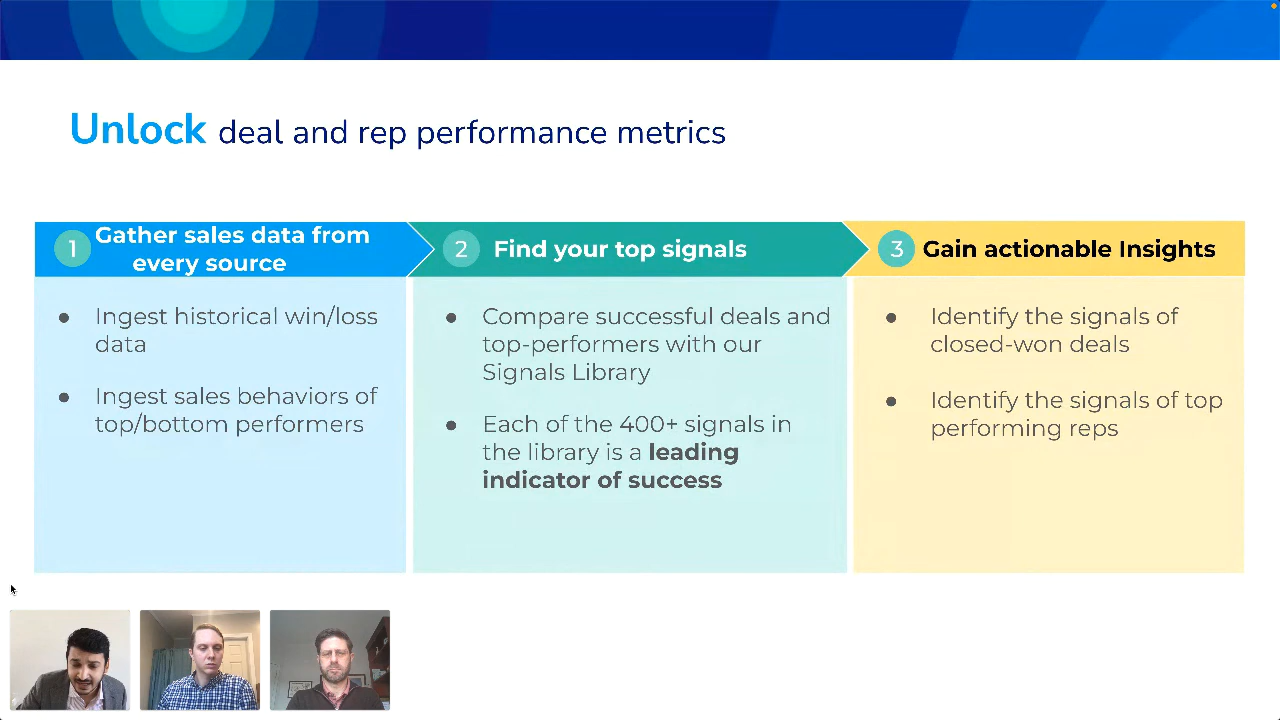 Unlock deal and rep performance metrics
1 Gather sales data from
every source
● Ingest historical win/loss
data
● Ingest sales behaviors of
top/bottom performers
2 Find your top signals
● Compare successful deals and
top-performers with our
Signals Library
● Each of the 400+ signals in
the library is a leading
indicator of success
3 Gain actionable Insights
● Identify the signals of
closed-won deals
● Identify the signals of top
performing reps